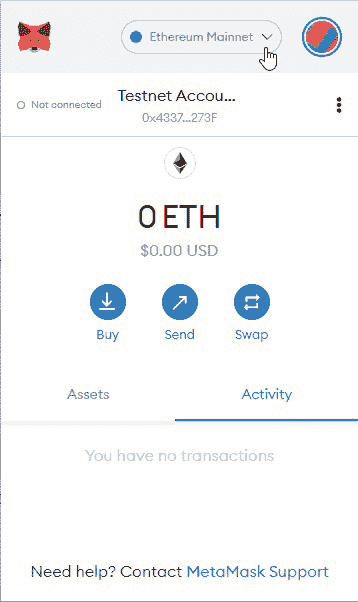 Ethereum Mainnet
Not connected
Testnet Accou...
0x4337...273F
0 ETH
$0.00 USD
Buy Send Swap
Assets Activity
You have no transactions
Need help? Contact MetaMask Support